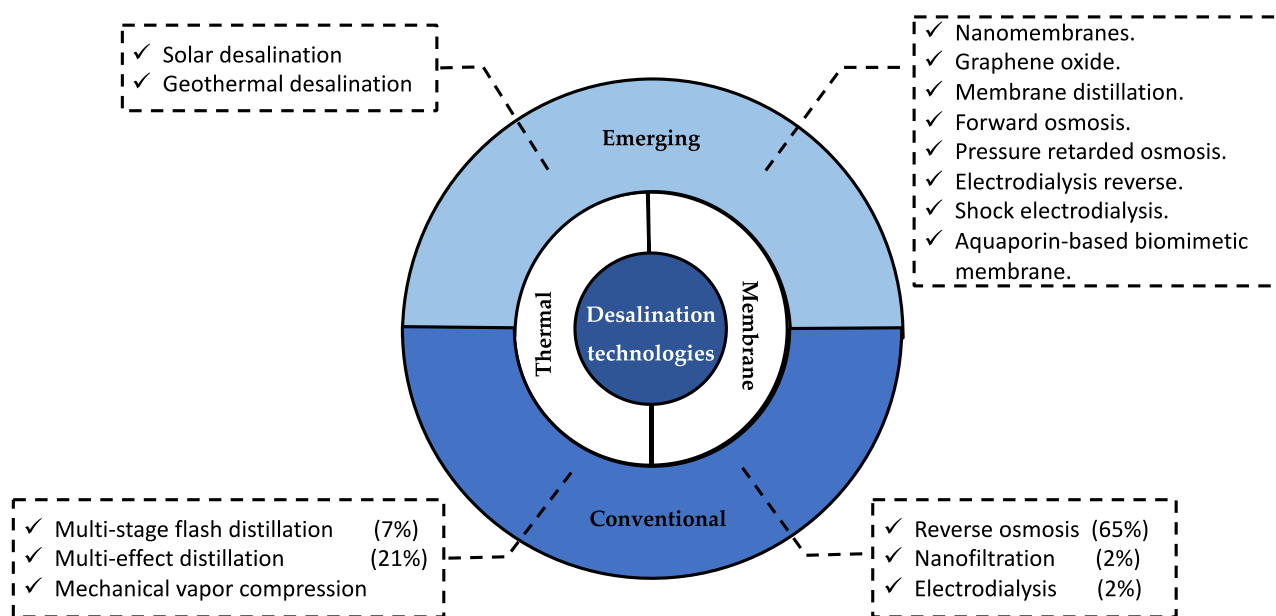 ✓ Solar desalination
✓ Geothermal desalination
✓ Nanomembranes.
✓ Graphene oxide.
✓ Membrane distillation.
✓ Forward osmosis.
✓ Pressure retarded osmosis.
✓ Electrodialysis reverse.
✓ Shock electrodialysis.
✓ Aquaporin-based biomimetic
membrane.
Emerging
Thermal
Desalination
technologies
Membrane
Conventional
✓ Multi-stage flash distillation (7%)
✓ Multi-effect distillation (21%)
✓ Mechanical vapor compression
✓ Reverse osmosis (65%)
✓ Nanofiltration (2%)
✓ Electrodialysis (2%)